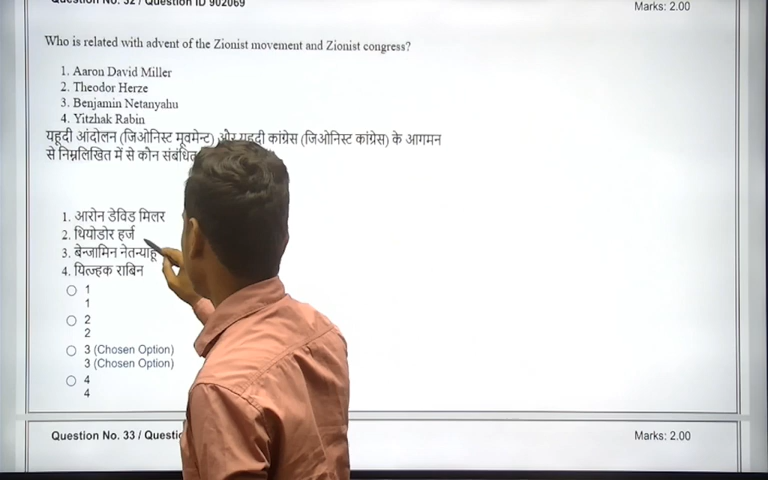 Question No. 32 / Question ID 902069
Marks: 2.00
Who is related with advent of the Zionist movement and Zionist congress?
1. Aaron David Miller
2. Theodor Herze
3. Benjamin Netanyahu
4. Yitzhak Rabin
यहूदी आंदोलन (जिओनिस्ट मूवमेन्ट) और यहूदी कांग्रेस (जिओनिस्ट कांग्रेस) के आगमन
से निम्नलिखित में से कौन
1. आरोन डेविड मिलर
2. थियोडोर हर्ज
3. बेन्जामिन नेतन्याहू
4. यित्ज्हक राबिन
1
1
2
2
3 (Chosen Option)
3 (Chosen Option)
4
4
Question No. 33 /
Marks: 2.00